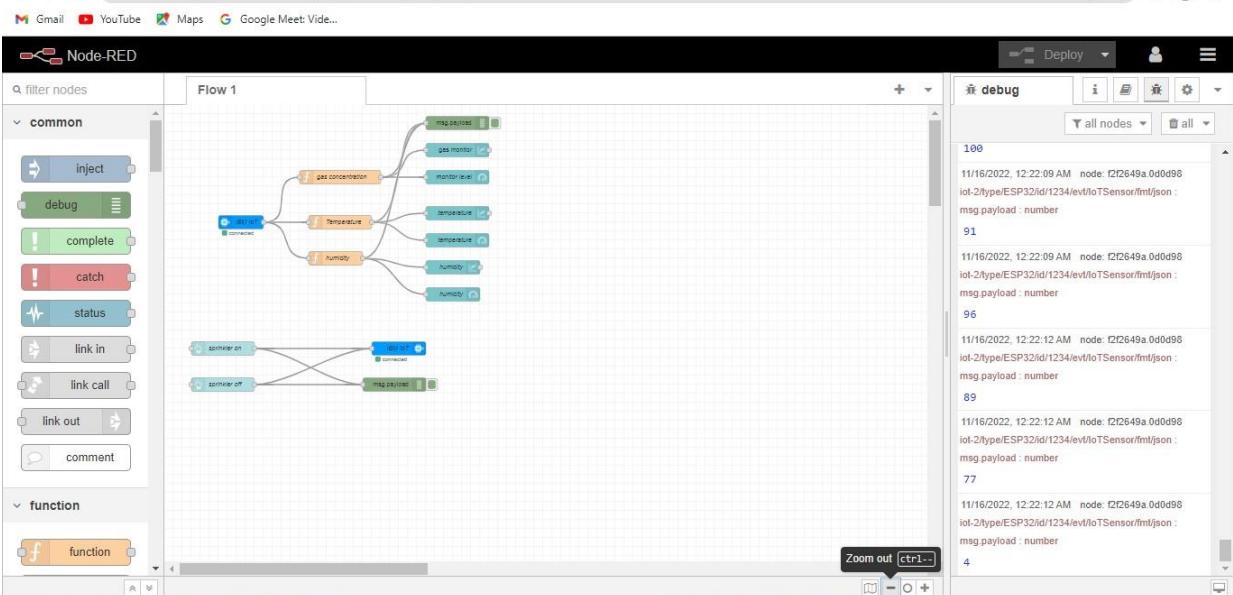 Gmail YouTube Maps Google Meet: Vide...
Node-RED Deploy
filter nodes Flow 1 debug
common
all nodes all
inject
debug
complete
catch
status
link in
link call
link out
comment
function
function
msg.payload
gas monitor
gas concentration monitor level
temperature
IBM IoT Temperature
connected
temperature
humidity
humidity
humidity
sprinkler on IBM IoT
connected
sprinkler off msg.payload
Zoom out ctrl--
100
11/16/2022, 12:22:09 AM node: f2f2649a.0d0d98
iot-2/type/ESP32/id/1234/evt/IoTSensor/fmt/json :
msg.payload : number
91
11/16/2022, 12:22:09 AM node: f2f2649a.0d0d98
iot-2/type/ESP32/id/1234/evt/IoTSensor/fmt/json :
msg.payload : number
96
11/16/2022, 12:22:12 AM node: f2f2649a.0d0d98
iot-2/type/ESP32/id/1234/evt/IoTSensor/fmt/json :
msg.payload : number
89
11/16/2022, 12:22:12 AM node: f2f2649a.0d0d98
iot-2/type/ESP32/id/1234/evt/IoTSensor/fmt/json :
msg.payload : number
77
11/16/2022, 12:22:12 AM node: f2f2649a.0d0d98
iot-2/type/ESP32/id/1234/evt/IoTSensor/fmt/json :
msg.payload : number
4